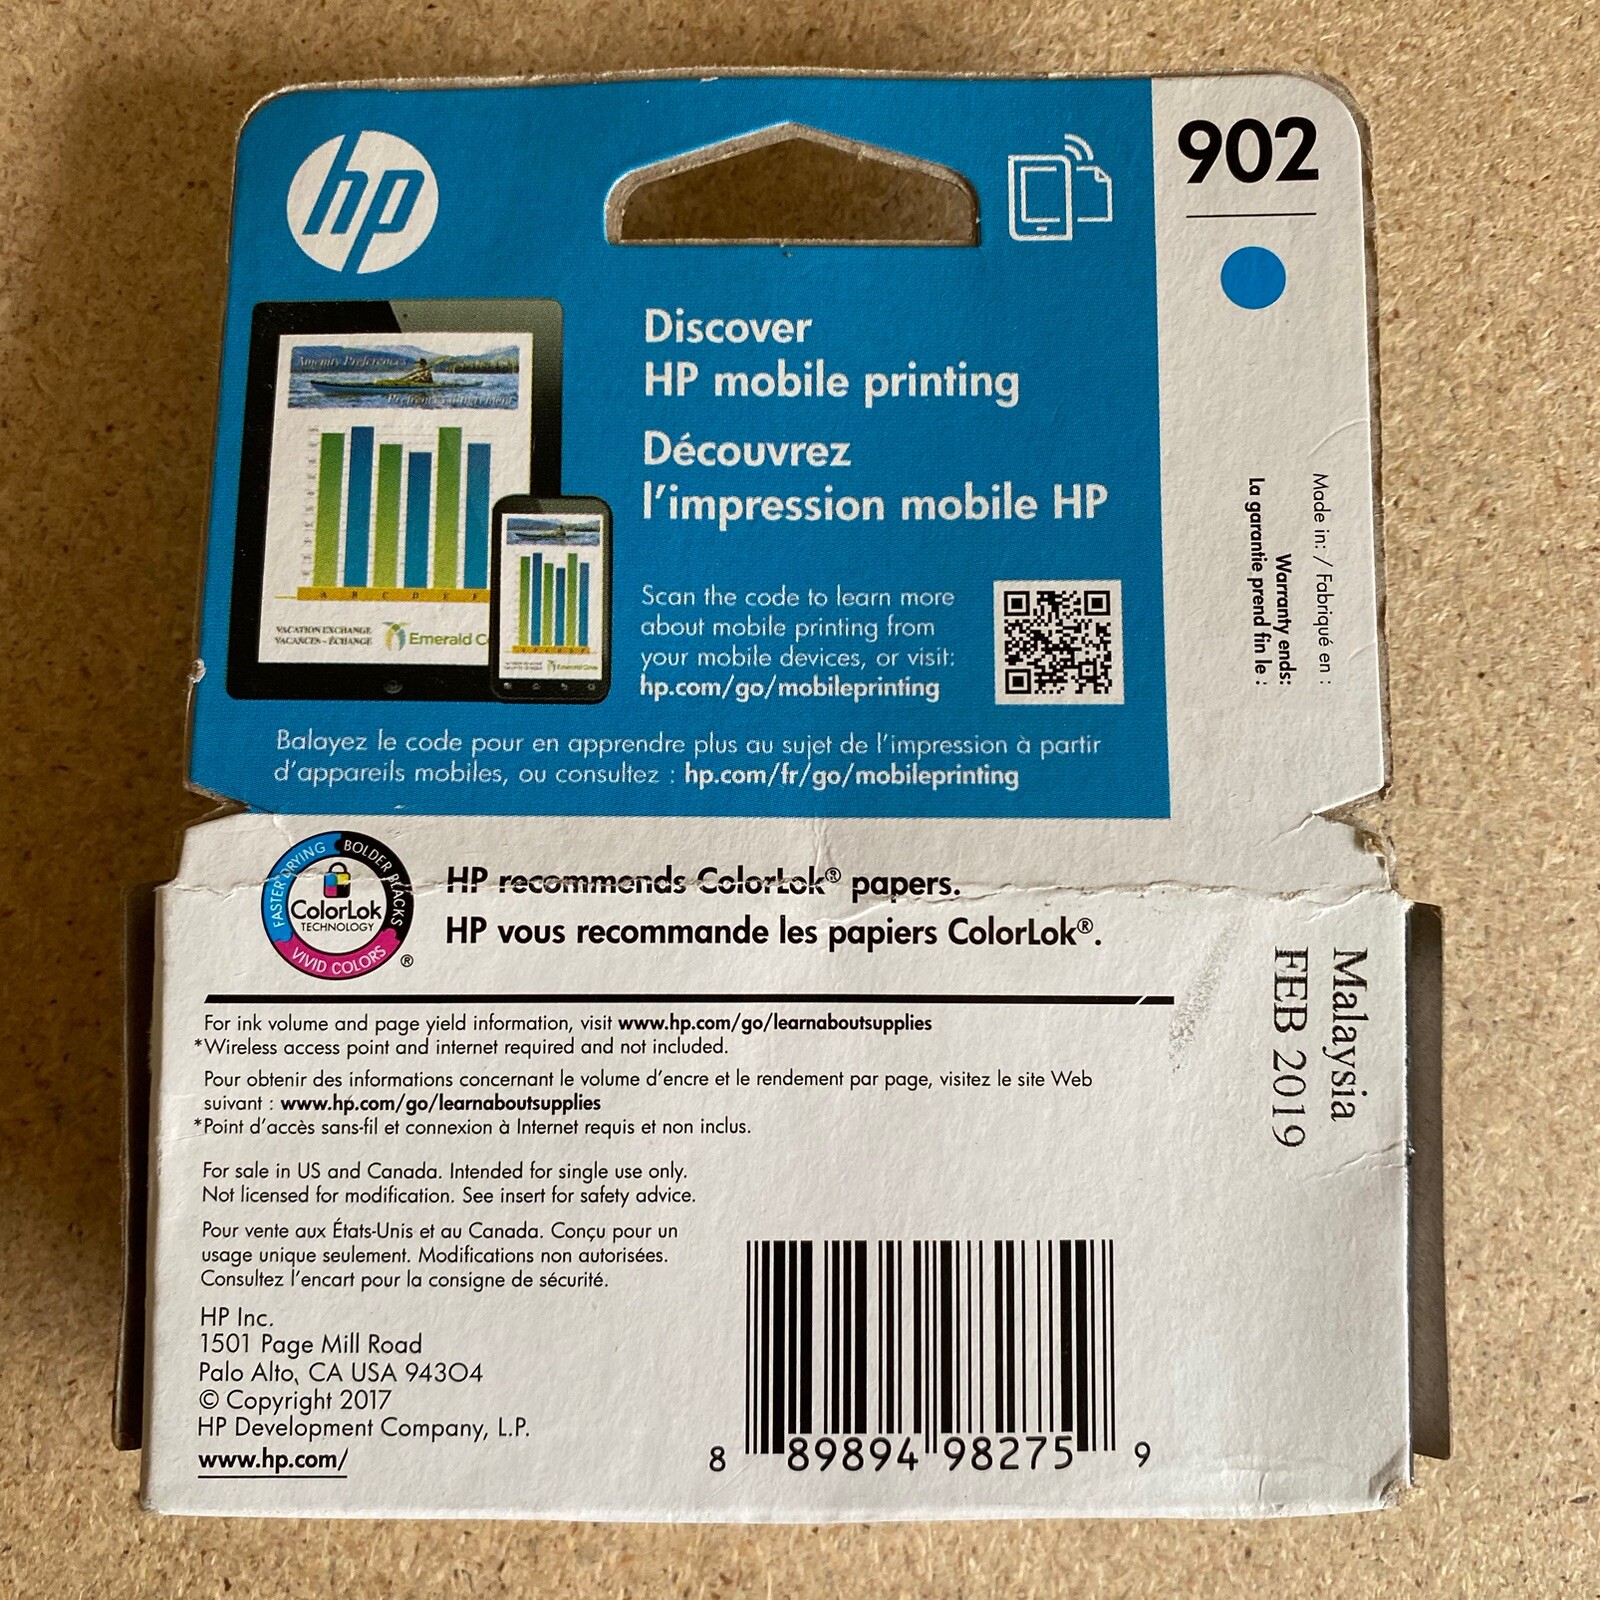 hp
902
Discover
HP mobile printing
Découvrez
l'impression mobile HP
Amenity Preferences
A B C D E F
VACATION EXCHANGE
VACANCES – ÉCHANGE
Emerald C
Scan the code to learn more
about mobile printing from
your mobile devices, or visit:
hp.com/go/mobileprinting
Balayez le code pour en apprendre plus au sujet de l'impression à partir
d'appareils mobiles, ou consultez : hp.com/fr/go/mobileprinting
Made in: / Fabriqué en :
Warranty ends:
La garantie prend fin le :
Malaysia
FEB 2019
FASTER DRYING
BOLDER BLACKS
ColorLok
TECHNOLOGY
VIVID COLORS
®
HP recommends ColorLok® papers.
HP vous recommande les papiers ColorLok®.
For ink volume and page yield information, visit www.hp.com/go/learnaboutsupplies
*Wireless access point and internet required and not included.
Pour obtenir des informations concernant le volume d'encre et le rendement par page, visitez le site Web
suivant : www.hp.com/go/learnaboutsupplies
*Point d'accès sans-fil et connexion à Internet requis et non inclus.
For sale in US and Canada. Intended for single use only.
Not licensed for modification. See insert for safety advice.
Pour vente aux États-Unis et au Canada. Conçu pour un
usage unique seulement. Modifications non autorisées.
Consultez l'encart pour la consigne de sécurité.
HP Inc.
1501 Page Mill Road
Palo Alto, CA USA 94304
© Copyright 2017
HP Development Company, L.P.
www.hp.com/
8 89894 98275 9